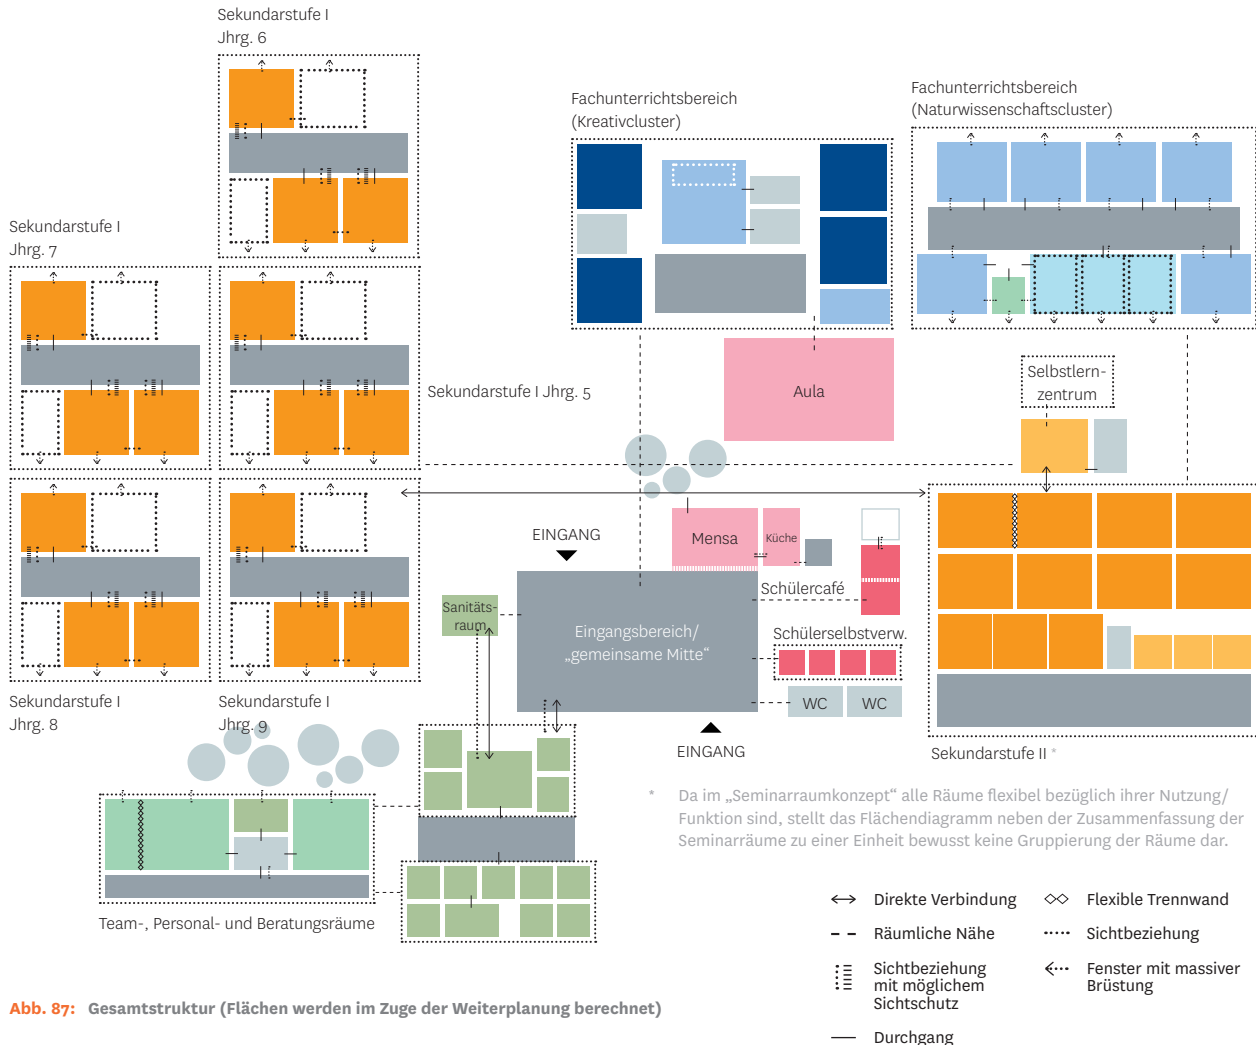 Sekundarstufe I
Jhrg. 6
Fachunterrichtsbereich
(Kreativcluster)
Fachunterrichtsbereich
(Naturwissenschaftscluster)
Sekundarstufe I
Jhrg. 7
Sekundarstufe I Jhrg. 5
Aula
Selbstlern-
zentrum
EINGANG
Mensa
Küche
Schülercafé
Sanitäts-
raum
Eingangsbereich/
„gemeinsame Mitte“
Schülerselbstverw.
WC
WC
EINGANG
Sekundarstufe I
Jhrg. 8
Sekundarstufe I
Jhrg. 9
Sekundarstufe II *
* Da im „Seminarraumkonzept“ alle Räume flexibel bezüglich ihrer Nutzung/
Funktion sind, stellt das Flächendiagramm neben der Zusammenfassung der
Seminarräume zu einer Einheit bewusst keine Gruppierung der Räume dar.
Team-, Personal- und Beratungsräume
Direkte Verbindung
Räumliche Nähe
Sichtbeziehung
mit möglichem
Sichtschutz
Durchgang
Flexible Trennwand
Sichtbeziehung
Fenster mit massiver
Brüstung
Abb. 87: Gesamtstruktur (Flächen werden im Zuge der Weiterplanung berechnet)